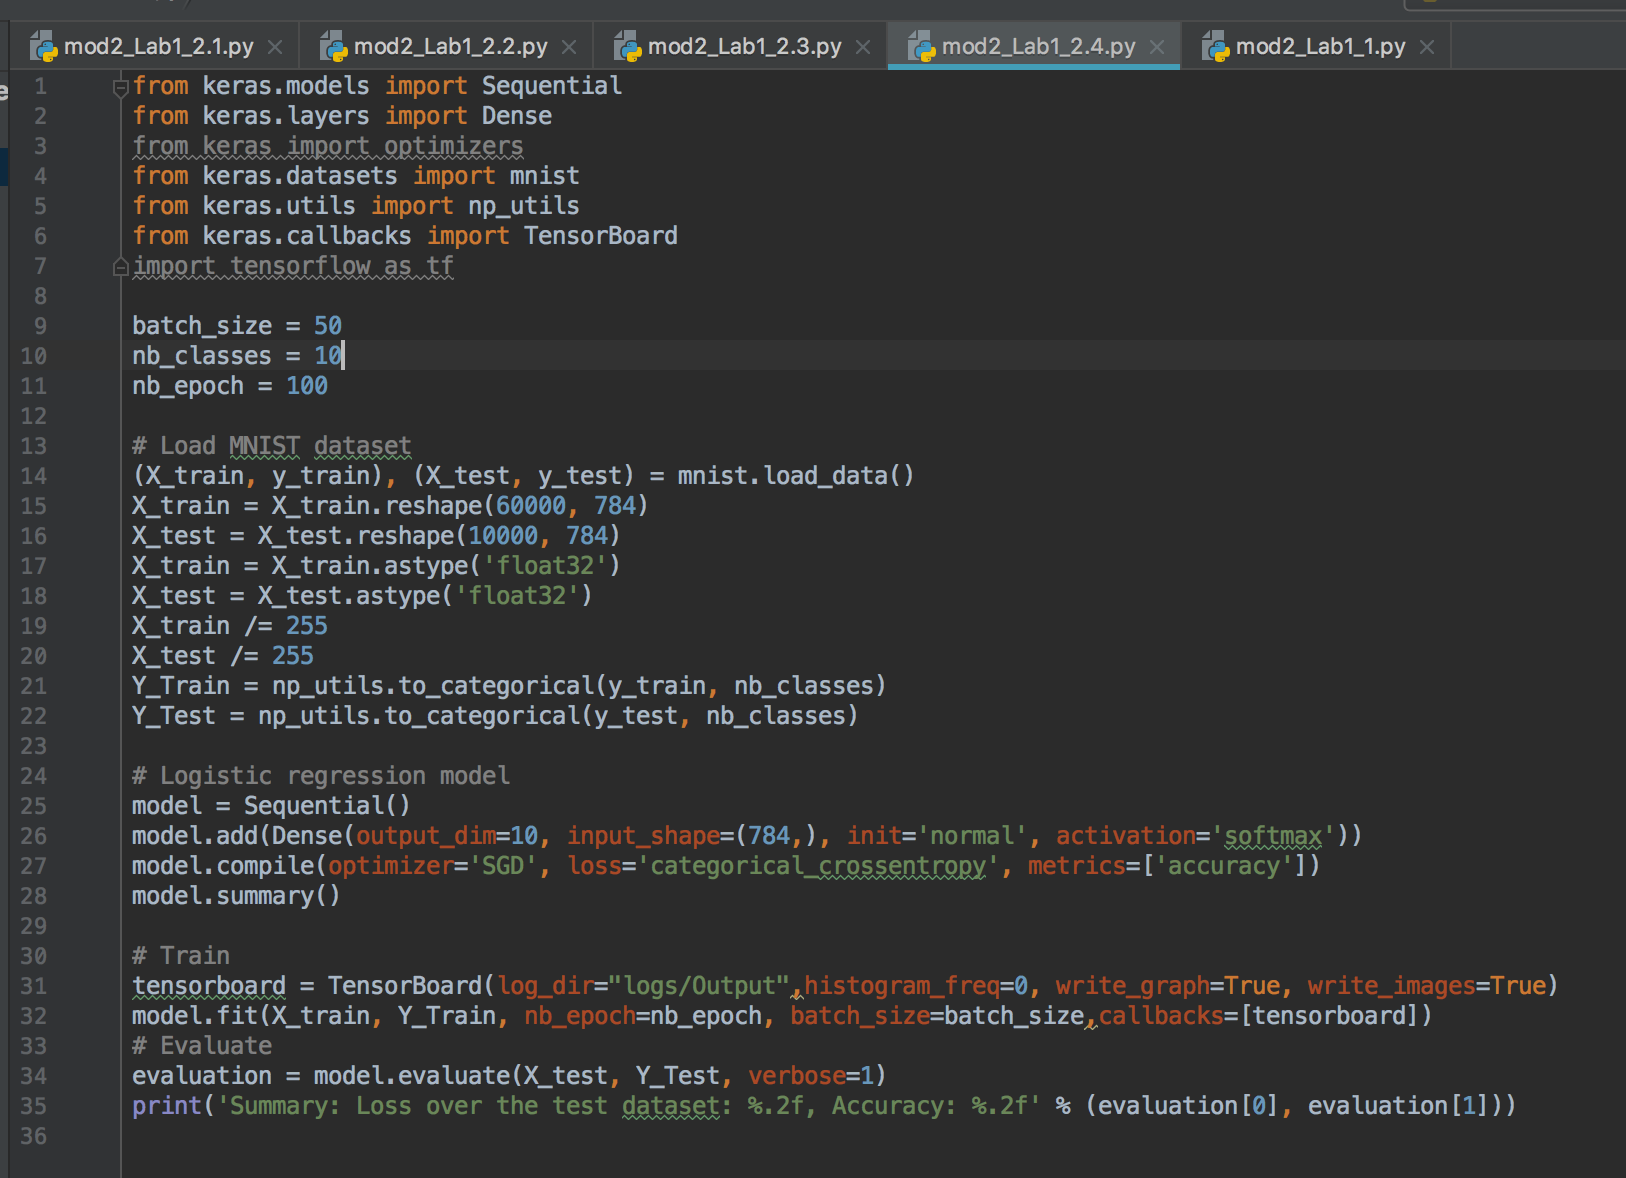 mod2_Lab1_2.1.py mod2_Lab1_2.2.py mod2_Lab1_2.3.py mod2_Lab1_2.4.py mod2_Lab1_1.py
1 from keras.models import Sequential
2 from keras.layers import Dense
3 from keras import optimizers
4 from keras.datasets import mnist
5 from keras.utils import np_utils
6 from keras.callbacks import TensorBoard
7 import tensorflow as tf
8
9 batch_size = 50
10 nb_classes = 10
11 nb_epoch = 100
12
13 # Load MNIST dataset
14 (X_train, y_train), (X_test, y_test) = mnist.load_data()
15 X_train = X_train.reshape(60000, 784)
16 X_test = X_test.reshape(10000, 784)
17 X_train = X_train.astype('float32')
18 X_test = X_test.astype('float32')
19 X_train /= 255
20 X_test /= 255
21 Y_Train = np_utils.to_categorical(y_train, nb_classes)
22 Y_Test = np_utils.to_categorical(y_test, nb_classes)
23
24 # Logistic regression model
25 model = Sequential()
26 model.add(Dense(output_dim=10, input_shape=(784,), init='normal', activation='softmax'))
27 model.compile(optimizer='SGD', loss='categorical_crossentropy', metrics=['accuracy'])
28 model.summary()
29
30 # Train
31 tensorboard = TensorBoard(log_dir="logs/Output",histogram_freq=0, write_graph=True, write_images=True)
32 model.fit(X_train, Y_Train, nb_epoch=nb_epoch, batch_size=batch_size,callbacks=[tensorboard])
33 # Evaluate
34 evaluation = model.evaluate(X_test, Y_Test, verbose=1)
35 print('Summary: Loss over the test dataset: %.2f, Accuracy: %.2f' % (evaluation[0], evaluation[1]))
36